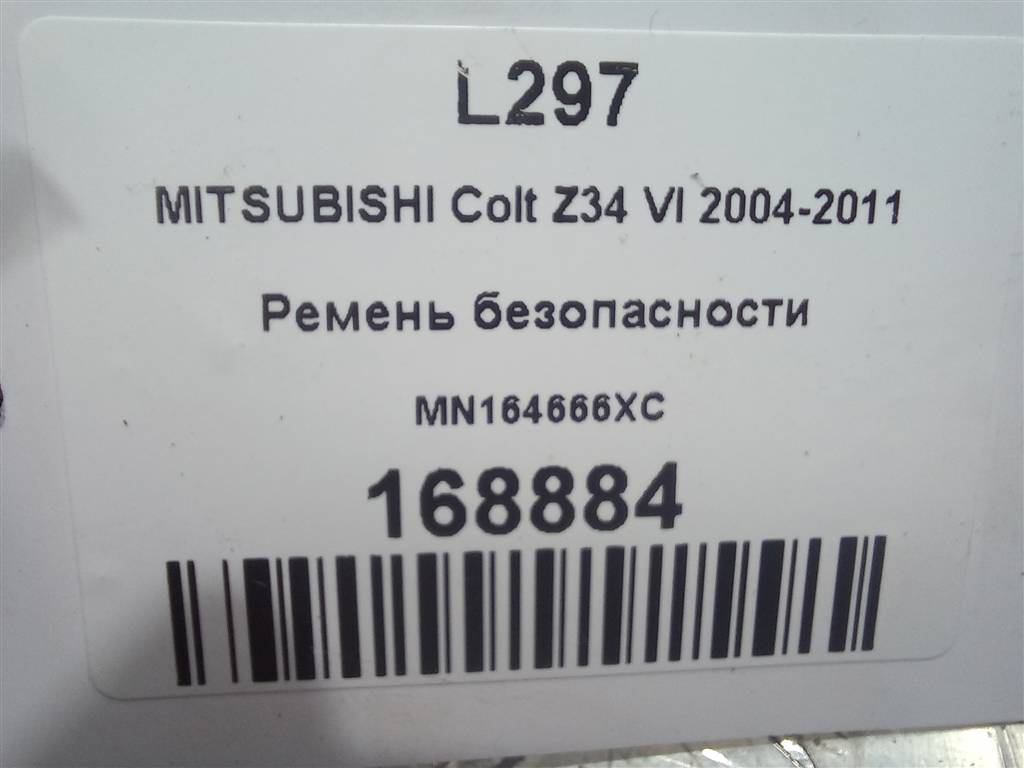 L297
MITSUBISHI Colt Z34 VI 2004-2011
Ремень безопасности
MN164666XC
168884